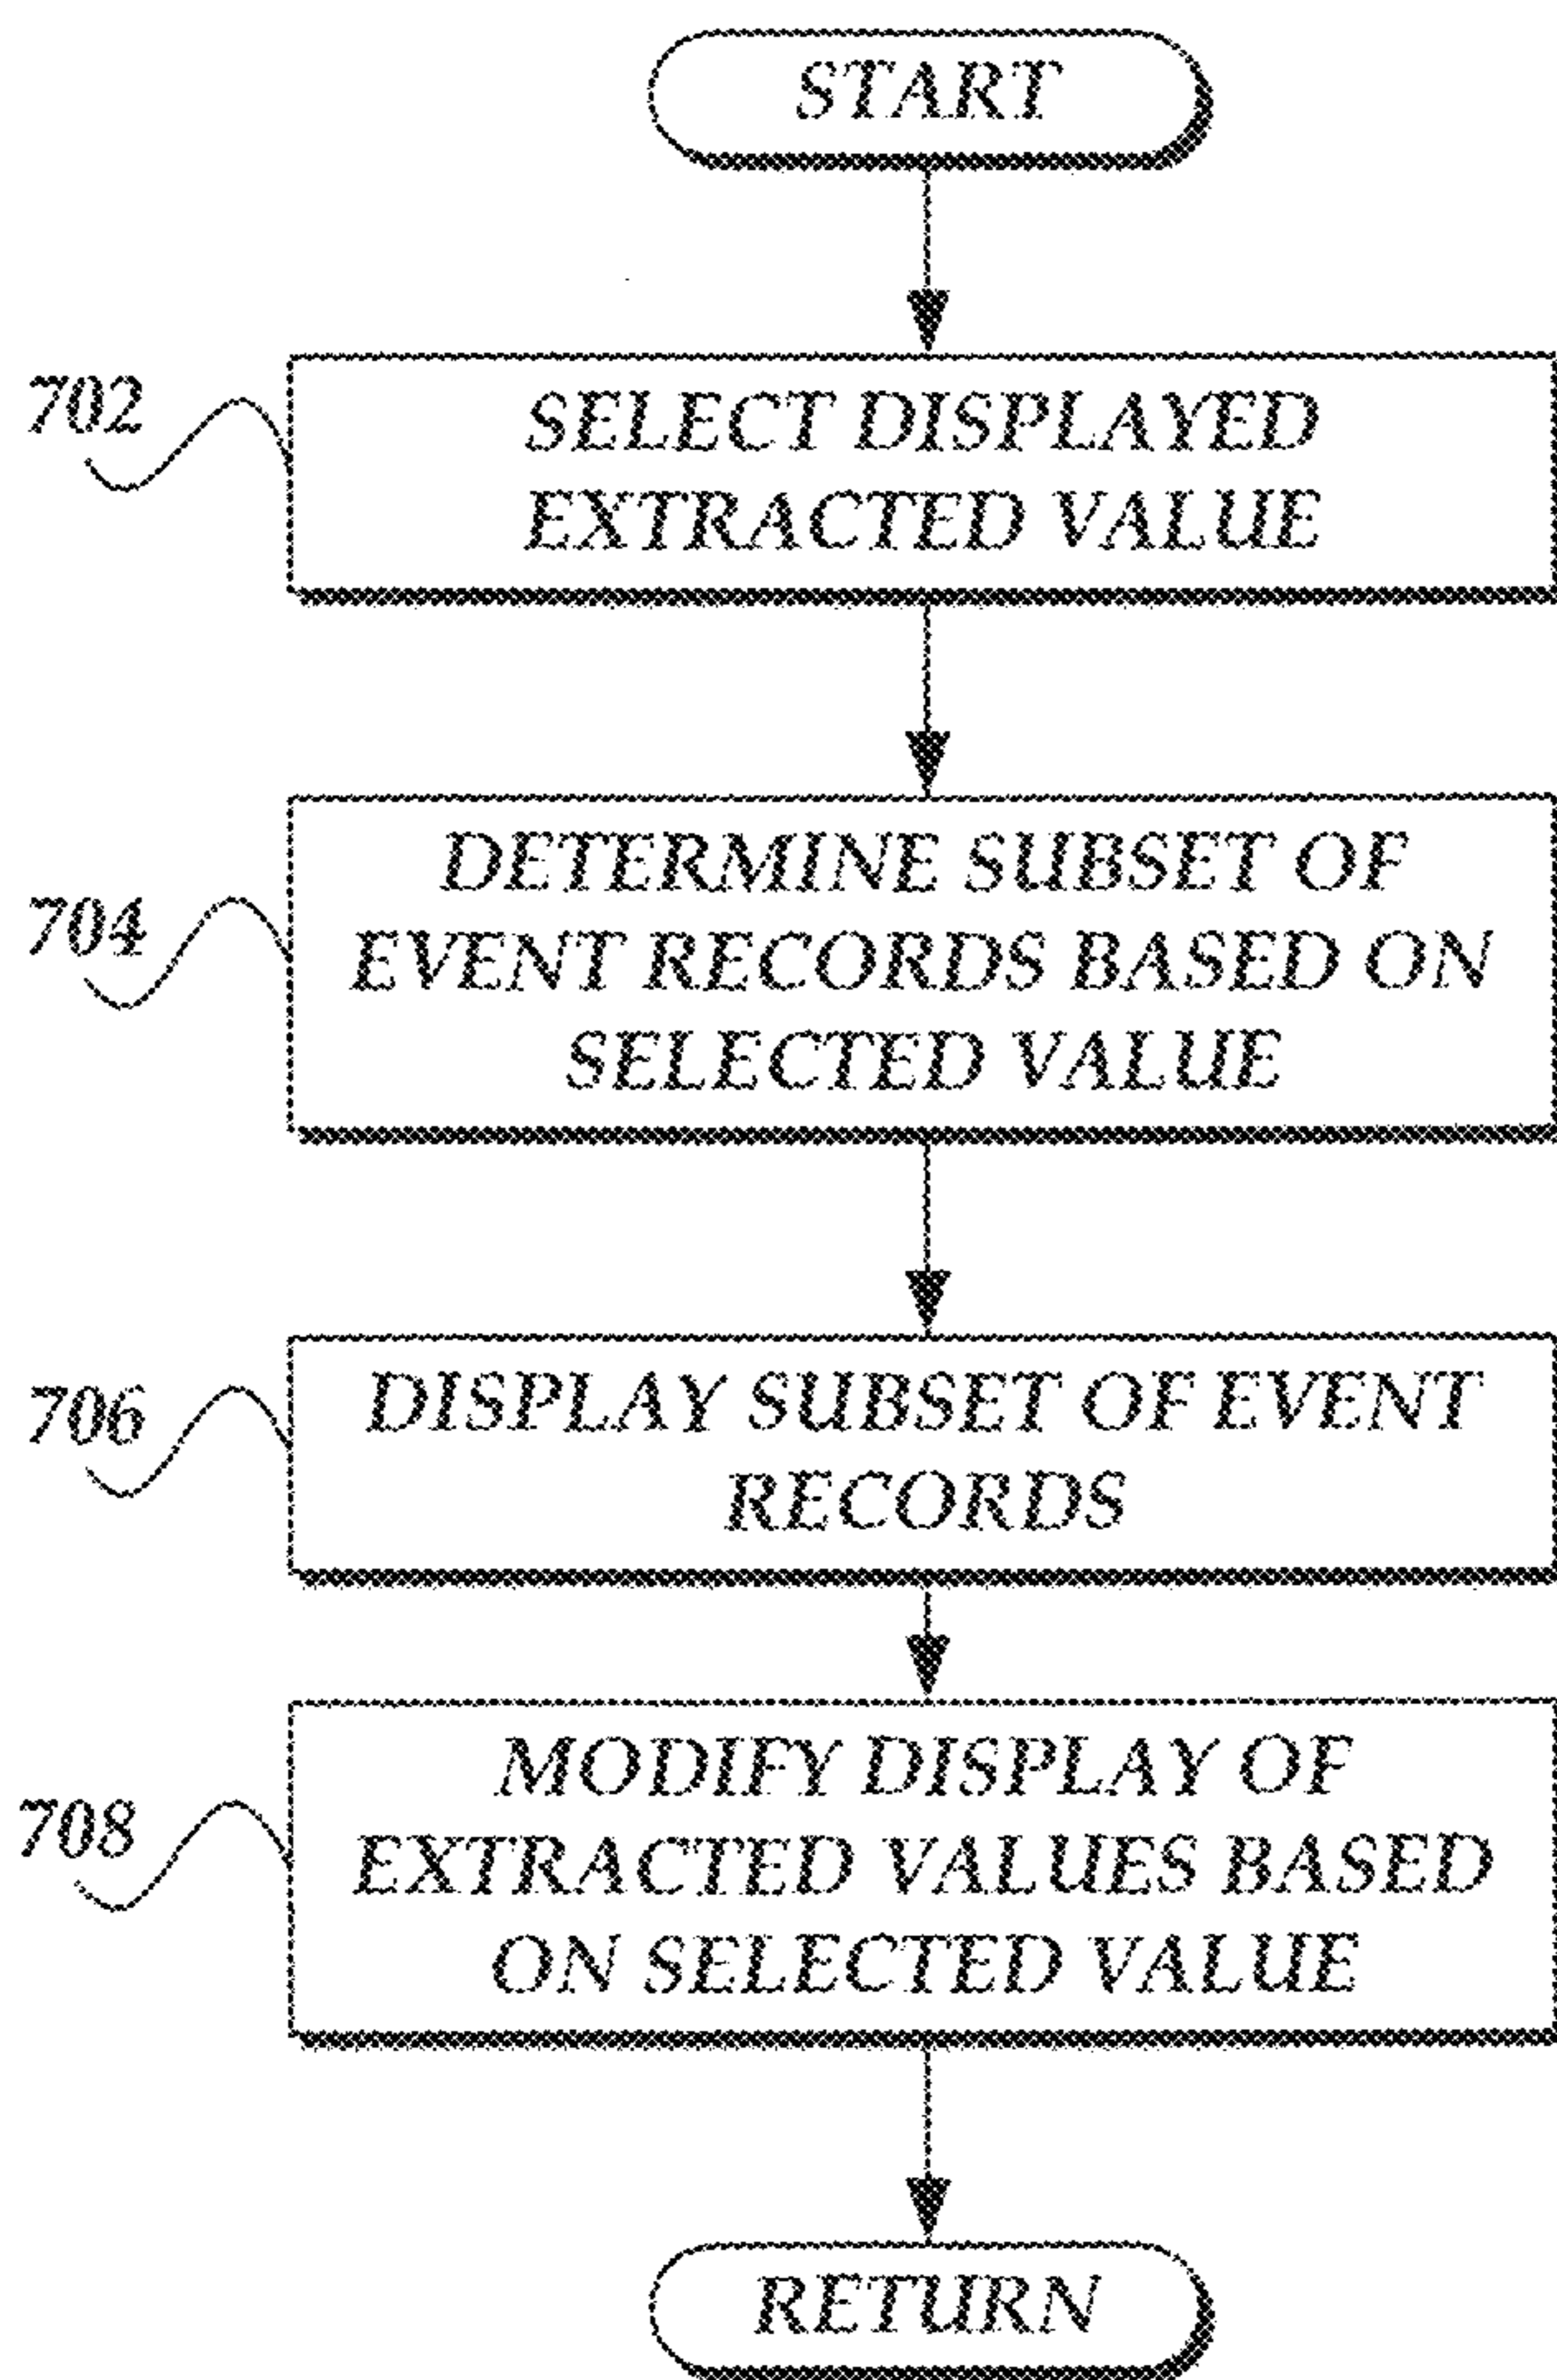 START
702
SELECT DISPLAYED
EXTRACTED VALUE
704
DETERMINE SUBSET OF
EVENT RECORDS BASED ON
SELECTED VALUE
706
DISPLAY SUBSET OF EVENT
RECORDS
708
MODIFY DISPLAY OF
EXTRACTED VALUES BASED
ON SELECTED VALUE
RETURN